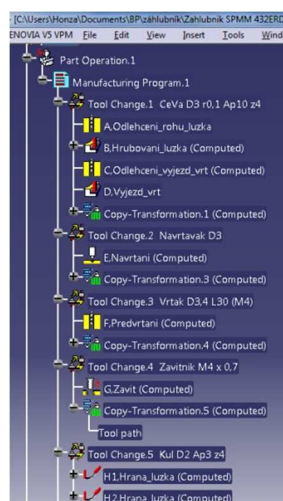 - [C:\Users\Honza\Documents\BP\záhlubník\Zahlubnik SPMM 432ERD
ENOVIA V5 VPM File Edit View Insert Tools Wind
Part Operation.1
Manufacturing Program.1
Tool Change.1 CeVa D3 r0,1 Ap10 z4
A,Odlehceni_rohu_luzka
B,Hrubovani_luzka (Computed)
C,Odlehceni_vyjezd_vrt (Computed)
D,Vyjezd_vrt
Copy-Transformation.1 (Computed)
Tool Change.2 Navrtavak D3
E,Navrtani (Computed)
Copy-Transformation.3 (Computed)
Tool Change.3 Vrtak D3,4 L30 (M4)
F,Predvrtani (Computed)
Copy-Transformation.4 (Computed)
Tool Change.4 Zavitnik M4 x 0,7
G,Zavit (Computed)
Copy-Transformation.5 (Computed)
Tool path
Tool Change.5 Kul D2 Ap3 z4
H1,Hrana_luzka (Computed)
H2,Hrana_luzka (Computed)